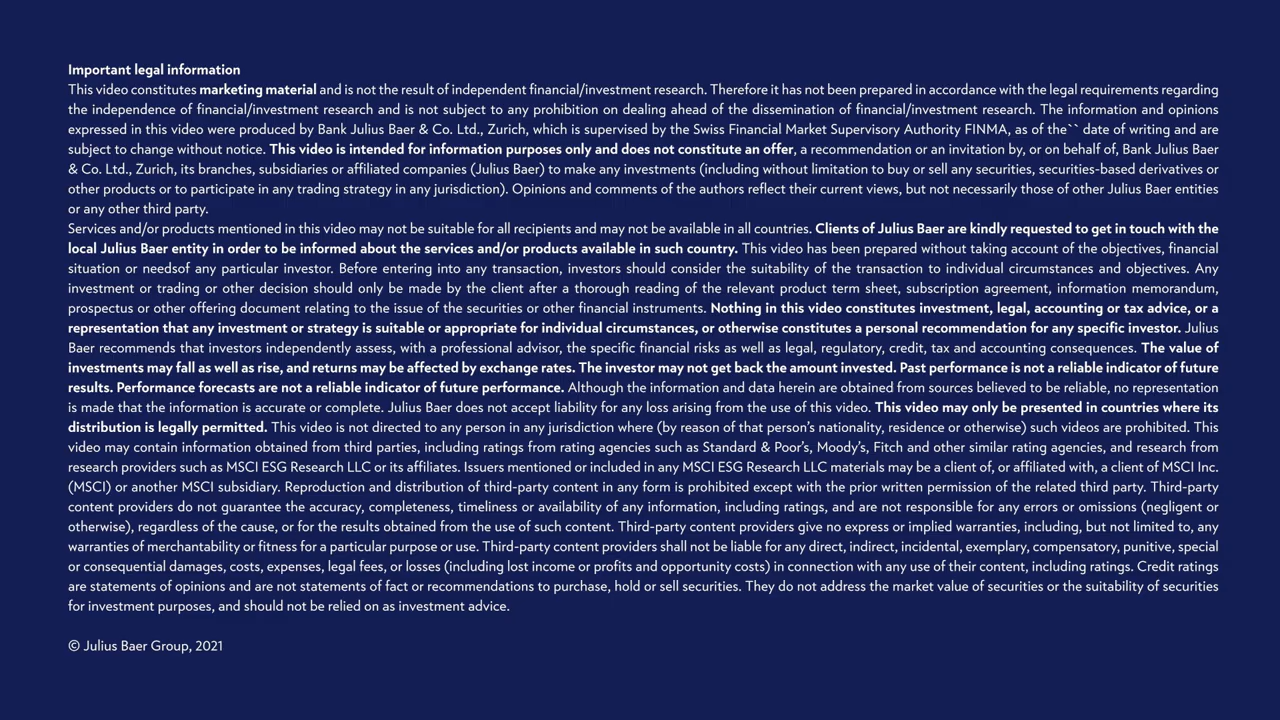 Important legal information
This video constitutes marketing material and is not the result of independent financial/investment research. Therefore it has not been prepared in accordance with the legal requirements regarding
the independence of financial/investment research and is not subject to any prohibition on dealing ahead of the dissemination of financial/investment research. The information and opinions
expressed in this video were produced by Bank Julius Baer & Co. Ltd., Zurich, which is supervised by the Swiss Financial Market Supervisory Authority FINMA, as of the`` date of writing and are
subject to change without notice. This video is intended for information purposes only and does not constitute an offer, a recommendation or an invitation by, or on behalf of, Bank Julius Baer
& Co. Ltd., Zurich, its branches, subsidiaries or affiliated companies (Julius Baer) to make any investments (including without limitation to buy or sell any securities, securities-based derivatives or
other products or to participate in any trading strategy in any jurisdiction). Opinions and comments of the authors reflect their current views, but not necessarily those of other Julius Baer entities
or any other third party.
Services and/or products mentioned in this video may not be suitable for all recipients and may not be available in all countries. Clients of Julius Baer are kindly requested to get in touch with the
local Julius Baer entity in order to be informed about the services and/or products available in such country. This video has been prepared without taking account of the objectives, financial
situation or needsof any particular investor. Before entering into any transaction, investors should consider the suitability of the transaction to individual circumstances and objectives. Any
investment or trading or other decision should only be made by the client after a thorough reading of the relevant product term sheet, subscription agreement, information memorandum,
prospectus or other offering document relating to the issue of the securities or other financial instruments. Nothing in this video constitutes investment, legal, accounting or tax advice, or a
representation that any investment or strategy is suitable or appropriate for individual circumstances, or otherwise constitutes a personal recommendation for any specific investor. Julius
Baer recommends that investors independently assess, with a professional advisor, the specific financial risks as well as legal, regulatory, credit, tax and accounting consequences. The value of
investments may fall as well as rise, and returns may be affected by exchange rates. The investor may not get back the amount invested. Past performance is not a reliable indicator of future
results. Performance forecasts are not a reliable indicator of future performance. Although the information and data herein are obtained from sources believed to be reliable, no representation
is made that the information is accurate or complete. Julius Baer does not accept liability for any loss arising from the use of this video. This video may only be presented in countries where its
distribution is legally permitted. This video is not directed to any person in any jurisdiction where (by reason of that person's nationality, residence or otherwise) such videos are prohibited. This
video may contain information obtained from third parties, including ratings from rating agencies such as Standard & Poor's, Moody's, Fitch and other similar rating agencies, and research from
research providers such as MSCI ESG Research LLC or its affiliates. Issuers mentioned or included in any MSCI ESG Research LLC materials may be a client of, or affiliated with, a client of MSCI Inc.
(MSCI) or another MSCI subsidiary. Reproduction and distribution of third-party content in any form is prohibited except with the prior written permission of the related third party. Third-party
content providers do not guarantee the accuracy, completeness, timeliness or availability of any information, including ratings, and are not responsible for any errors or omissions (negligent or
otherwise), regardless of the cause, or for the results obtained from the use of such content. Third-party content providers give no express or implied warranties, including, but not limited to, any
warranties of merchantability or fitness for a particular purpose or use. Third-party content providers shall not be liable for any direct, indirect, incidental, exemplary, compensatory, punitive, special
or consequential damages, costs, expenses, legal fees, or losses (including lost income or profits and opportunity costs) in connection with any use of their content, including ratings. Credit ratings
are statements of opinions and are not statements of fact or recommendations to purchase, hold or sell securities. They do not address the market value of securities or the suitability of securities
for investment purposes, and should not be relied on as investment advice.
© Julius Baer Group, 2021